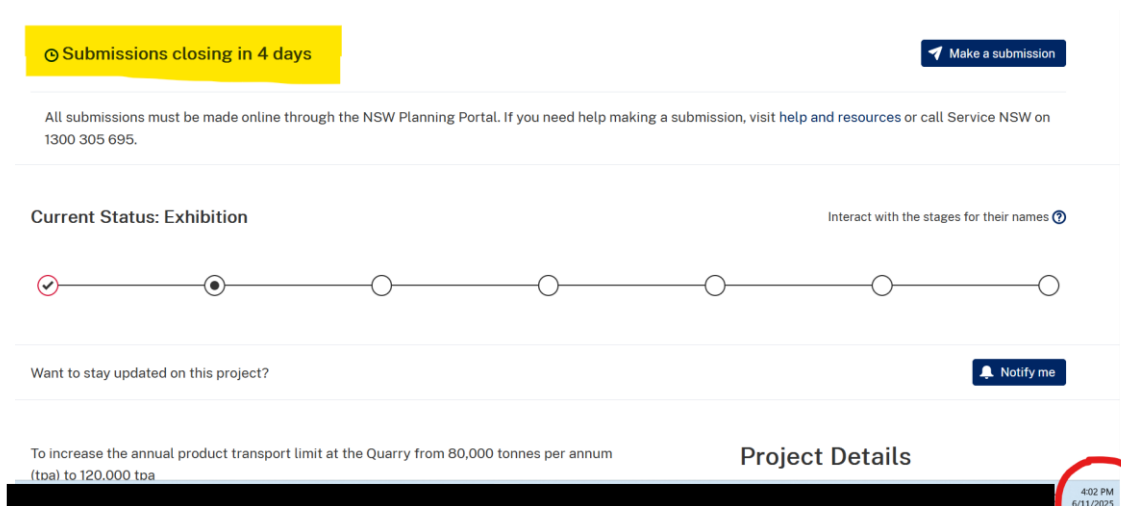 Submissions closing in 4 days
Make a submission
All submissions must be made online through the NSW Planning Portal. If you need help making a submission, visit help and resources or call Service NSW on
1300 305 695.
Current Status: Exhibition
Interact with the stages for their names
Want to stay updated on this project?
Notify me
To increase the annual product transport limit at the Quarry from 80,000 tonnes per annum
(tpa) to 120,000 tpa
Project Details
4:02 PM
6/11/2025